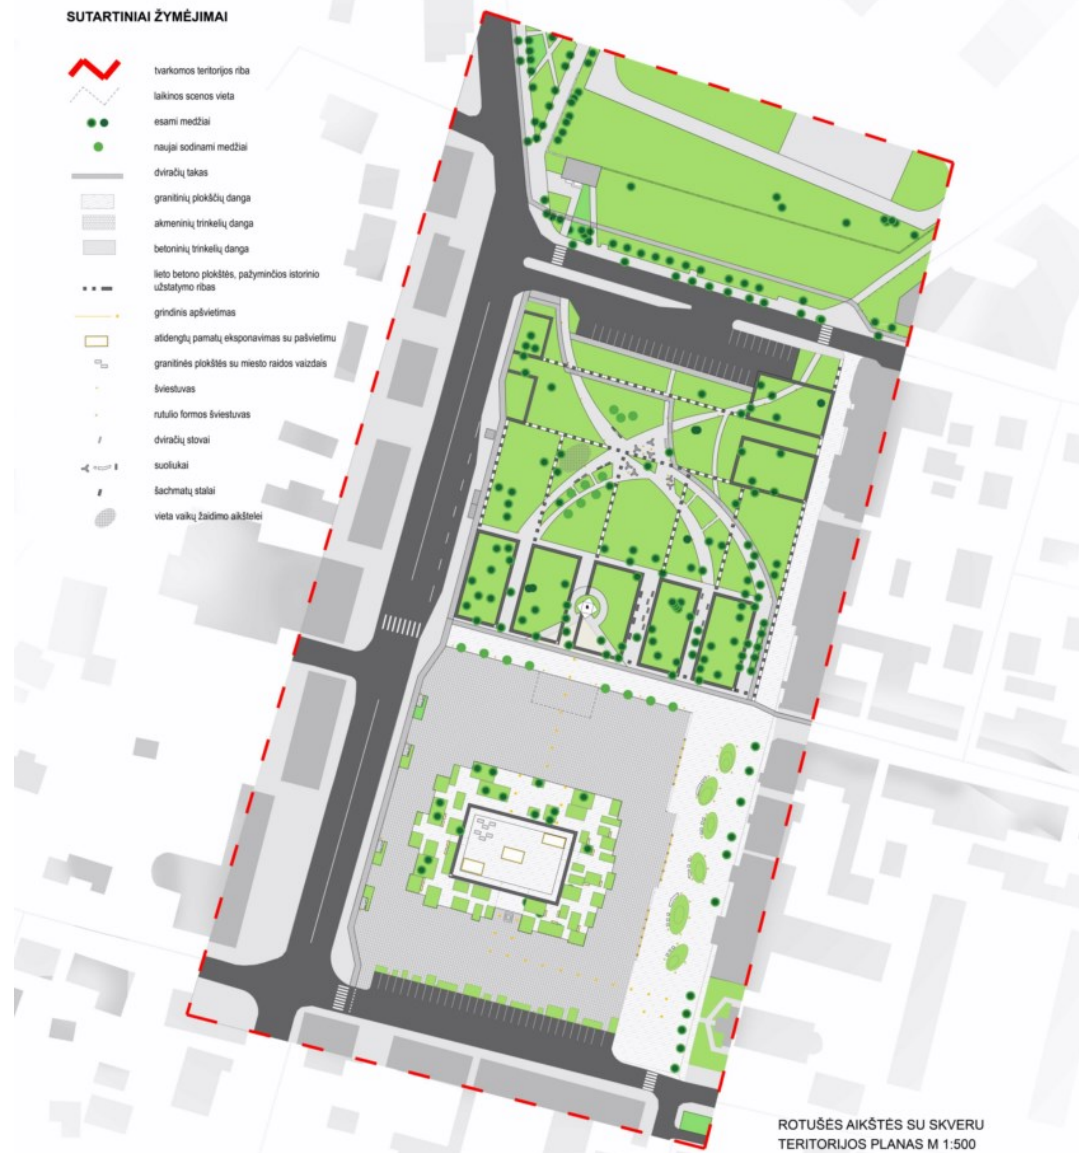 SUTARTINIAI ŽYMĖJIMAI
tvarkomos teritorijos riba
laikinos scenos vieta
esami medžiai
naujai sodinami medžiai
dviračių takas
granitinių plokščių danga
akmeninių trinkelių danga
betoninių trinkelių danga
lieto betono plokštės, pažyminčios istorinio
užstatymo ribas
grindinis apšvietimas
atidengtų pamatų eksponavimas su pašvietimu
granitinės plokštės su miesto raidos vaizdais
šviestuvas
rutulio formos šviestuvas
dviračių stovai
suoliukai
šachmatų stalai
vieta vaikų žaidimo aikštelei
ROTUŠĖS AIKŠTĖS SU SKVERU
TERITORIJOS PLANAS M 1:500